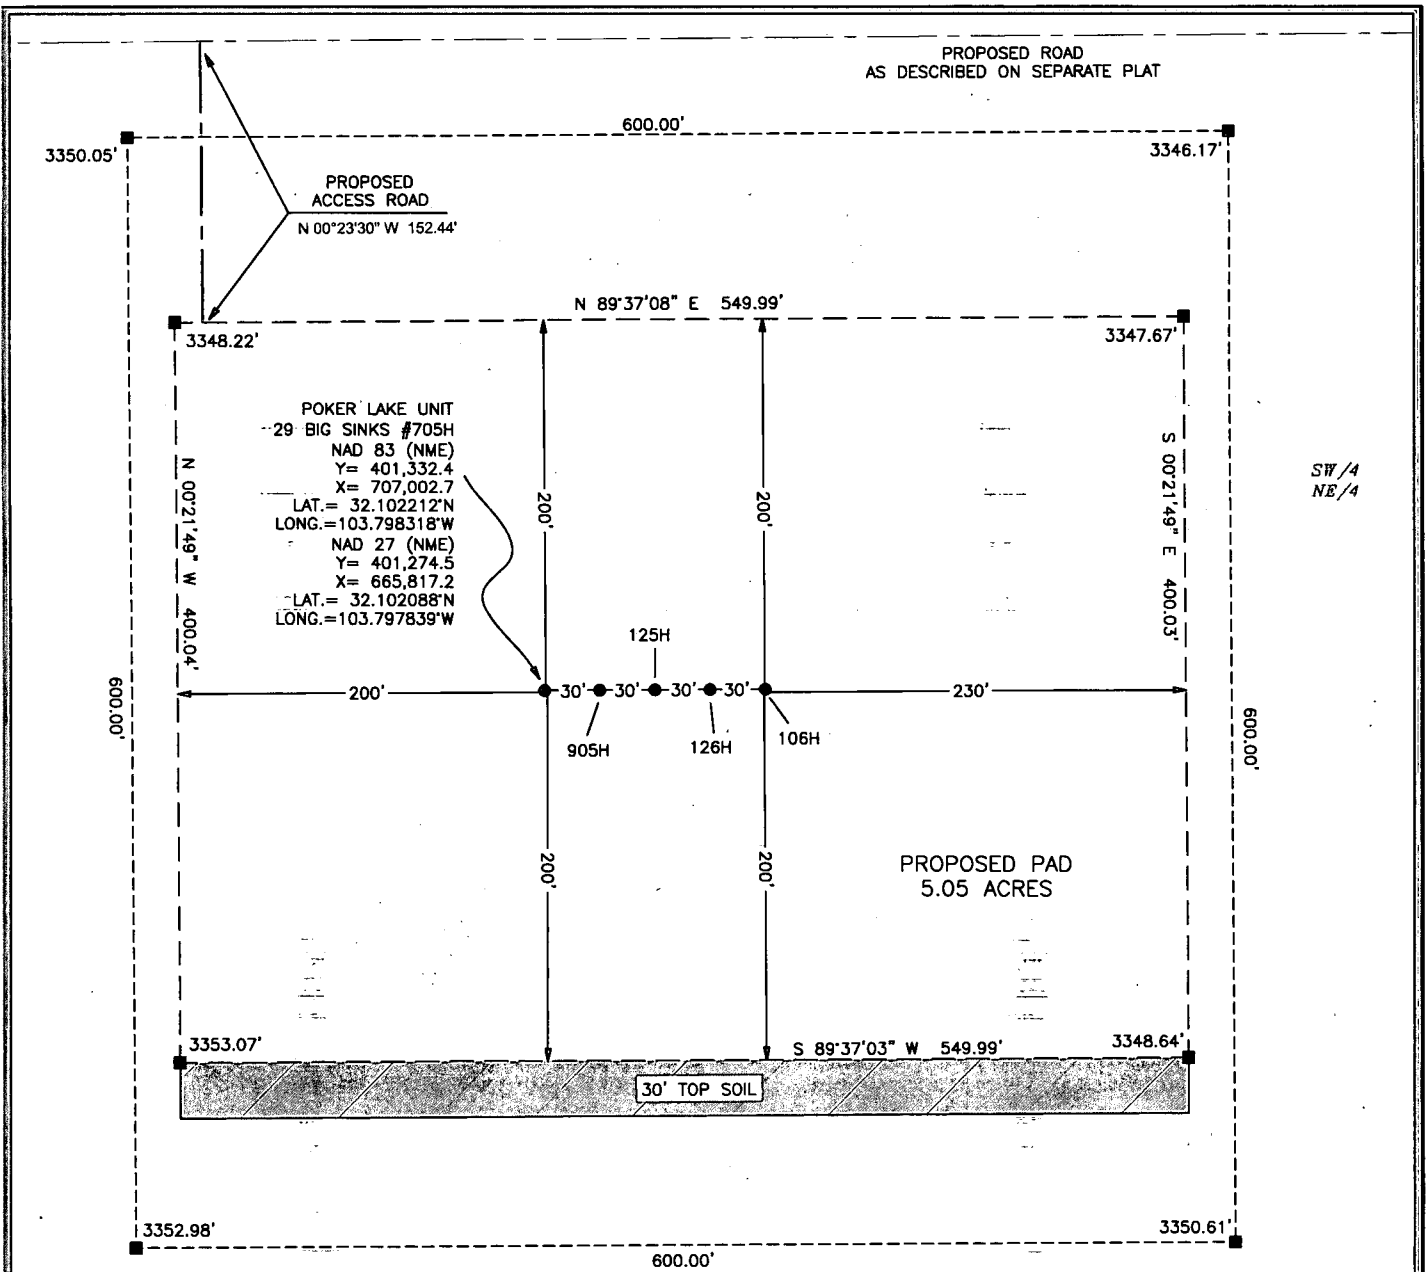 PROPOSED ROAD
AS DESCRIBED ON SEPARATE PLAT
600.00'
3350.05'
3346.17'
PROPOSED
ACCESS ROAD
N 00°23'30" W 152.44'
N 89°37'08" E 549.99'
3348.22'
3347.67'
POKER LAKE UNIT
29 BIG SINKS #705H
NAD 83 (NME)
Y= 401,332.4
X= 707,002.7
LAT.= 32.102212°N
LONG.=103.798318°W
NAD 27 (NME)
Y= 401,274.5
X= 665,817.2
LAT.= 32.102088°N
LONG.=103.797839°W
N 00°21'49" W 400.04'
200'
200'
S 00°21'49" E 400.03'
SW/4
NE/4
125H
200'
30'
30'
30'
30'
230'
905H
126H
106H
600.00'
600.00'
200'
200'
PROPOSED PAD
5.05 ACRES
3353.07'
S 89°37'03" W 549.99'
3348.64'
30' TOP SOIL
3352.98'
3350.61'
600.00'